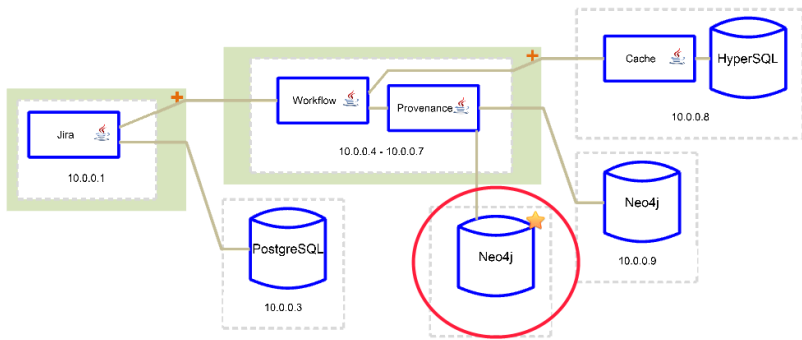 Cache
HyperSQL
10.0.0.8
Workflow
Provenance
10.0.0.4 - 10.0.0.7
Jira
10.0.0.1
PostgreSQL
10.0.0.3
Neo4j
Neo4j
10.0.0.9